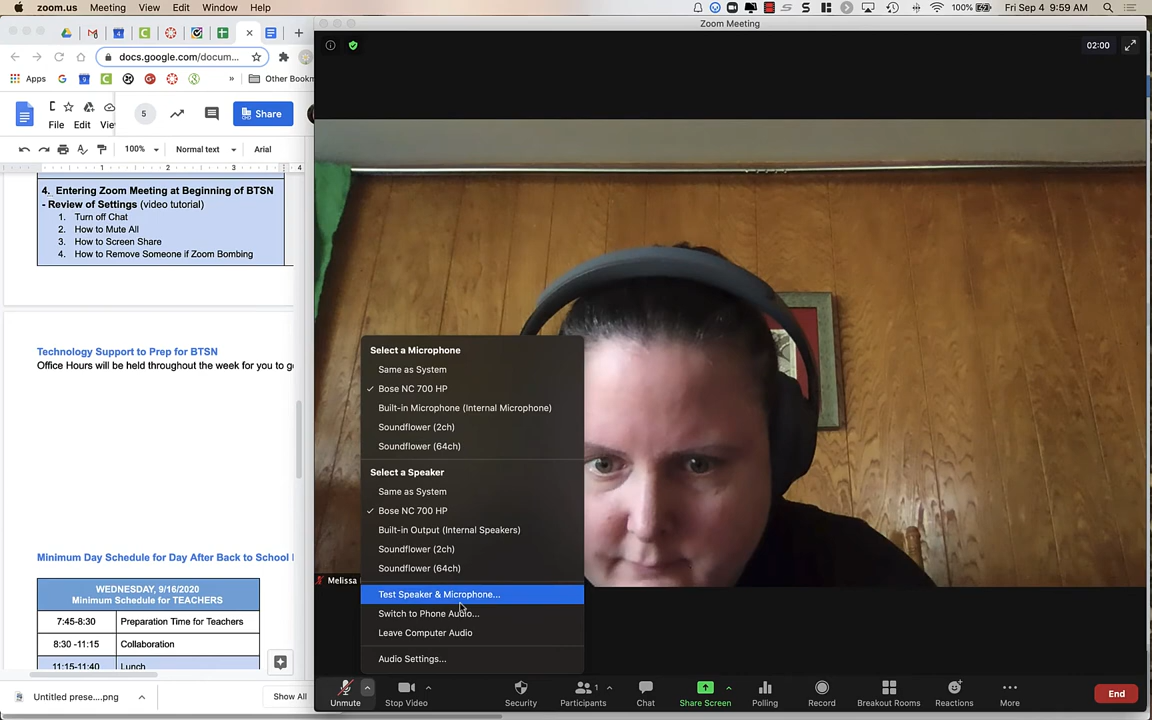 zoom.us Meeting View Edit Window Help
100% Fri Sep 4 9:59 AM
Zoom Meeting
docs.google.com/docum...
Apps
Other Bookm
5
Share
File Edit Vie
100% Normal text Arial
1 2 3 4
4. Entering Zoom Meeting at Beginning of BTSN
- Review of Settings (video tutorial)
1. Turn off Chat
2. How to Mute All
3. How to Screen Share
4. How to Remove Someone if Zoom Bombing
Technology Support to Prep for BTSN
Office Hours will be held throughout the week for you to g
Minimum Day Schedule for Day After Back to School
WEDNESDAY, 9/16/2020
Minimum Schedule for TEACHERS
7:45-8:30 Preparation Time for Teachers
8:30 -11:15 Collaboration
11:15-11:40 Lunch
Untitled prese....png
Show All
02:00
Select a Microphone
Same as System
Bose NC 700 HP
Built-in Microphone (Internal Microphone)
Soundflower (2ch)
Soundflower (64ch)
Select a Speaker
Same as System
Bose NC 700 HP
Built-in Output (Internal Speakers)
Soundflower (2ch)
Soundflower (64ch)
Test Speaker & Microphone...
Switch to Phone Audio...
Leave Computer Audio
Audio Settings...
Melissa
Unmute
Stop Video
Security
Participants 1
Chat
Share Screen
Polling
Record
Breakout Rooms
Reactions
More
End